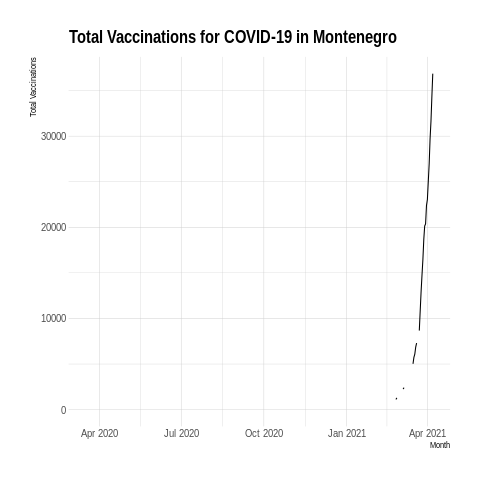 Total Vaccinations for COVID-19 in Montenegro
Total Vaccinations
30000
20000
10000
0
Apr 2020 Jul 2020 Oct 2020 Jan 2021 Apr 2021
Month